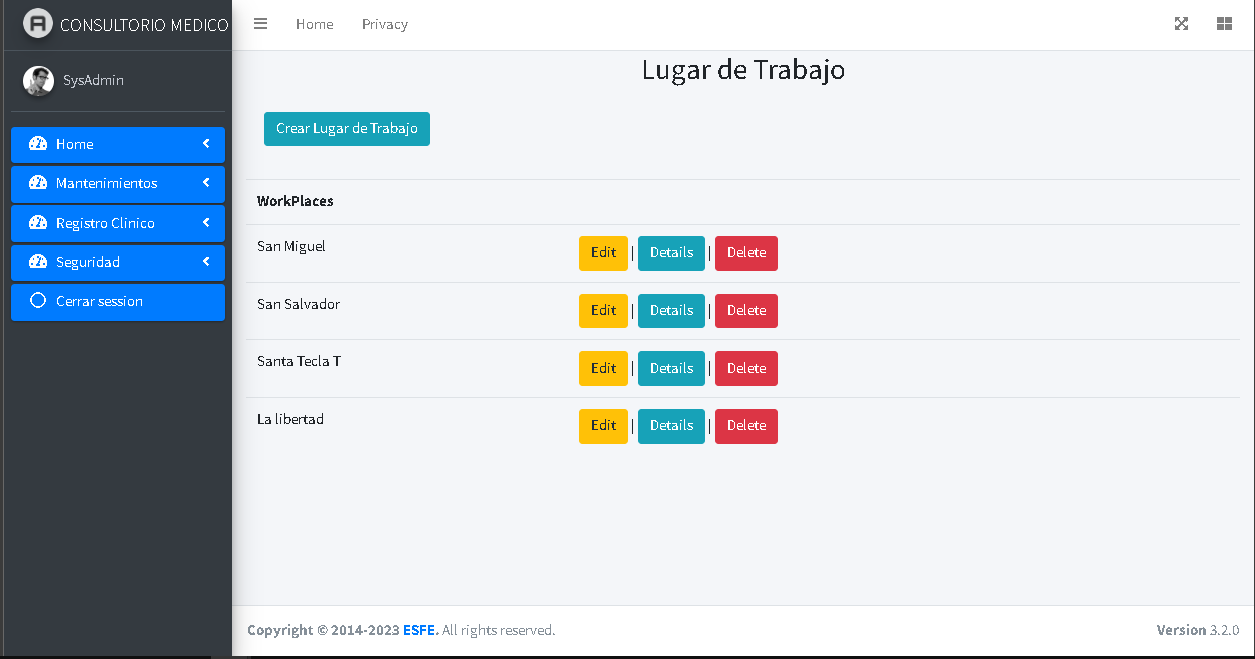 CONSULTORIO MEDICO
Home Privacy
SysAdmin
Home
Mantenimientos
Registro Clinico
Seguridad
Cerrar session
Lugar de Trabajo
Crear Lugar de Trabajo
WorkPlaces
San Miguel Edit | Details | Delete
San Salvador Edit | Details | Delete
Santa Tecla T Edit | Details | Delete
La libertad Edit | Details | Delete
Copyright © 2014-2023 ESFE. All rights reserved. Version 3.2.0